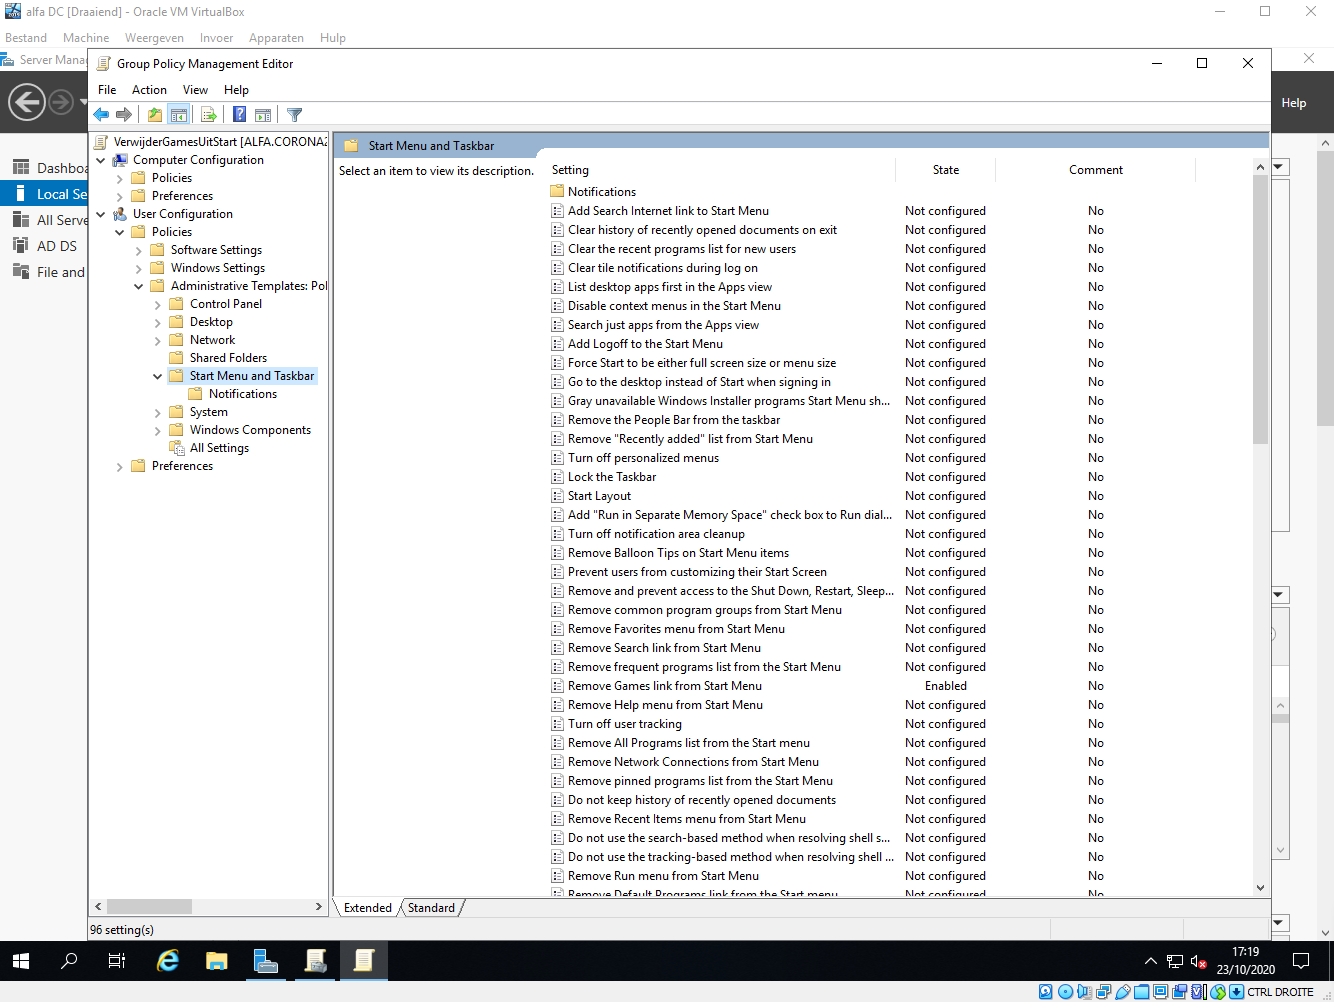 alfa DC [Draaiend] - Oracle VM VirtualBox
Bestand Machine Weergeven Invoer Apparaten Hulp
Server Mana
Group Policy Management Editor
File Action View Help
Help
VerwijderGamesUitStart [ALFA.CORONA2
Computer Configuration
Policies
Preferences
User Configuration
Policies
Software Settings
Windows Settings
Administrative Templates: Pol
Control Panel
Desktop
Network
Shared Folders
Start Menu and Taskbar
Notifications
System
Windows Components
All Settings
Preferences
Dashboa
Local Se
All Serve
AD DS
File and
Start Menu and Taskbar
Select an item to view its description.
Setting State Comment
Notifications
Add Search Internet link to Start Menu Not configured No
Clear history of recently opened documents on exit Not configured No
Clear the recent programs list for new users Not configured No
Clear tile notifications during log on Not configured No
List desktop apps first in the Apps view Not configured No
Disable context menus in the Start Menu Not configured No
Search just apps from the Apps view Not configured No
Add Logoff to the Start Menu Not configured No
Force Start to be either full screen size or menu size Not configured No
Go to the desktop instead of Start when signing in Not configured No
Gray unavailable Windows Installer programs Start Menu sh... Not configured No
Remove the People Bar from the taskbar Not configured No
Remove "Recently added" list from Start Menu Not configured No
Turn off personalized menus Not configured No
Lock the Taskbar Not configured No
Start Layout Not configured No
Add "Run in Separate Memory Space" check box to Run dial... Not configured No
Turn off notification area cleanup Not configured No
Remove Balloon Tips on Start Menu items Not configured No
Prevent users from customizing their Start Screen Not configured No
Remove and prevent access to the Shut Down, Restart, Sleep... Not configured No
Remove common program groups from Start Menu Not configured No
Remove Favorites menu from Start Menu Not configured No
Remove Search link from Start Menu Not configured No
Remove frequent programs list from the Start Menu Not configured No
Remove Games link from Start Menu Enabled No
Remove Help menu from Start Menu Not configured No
Turn off user tracking Not configured No
Remove All Programs list from the Start menu Not configured No
Remove Network Connections from Start Menu Not configured No
Remove pinned programs list from the Start Menu Not configured No
Do not keep history of recently opened documents Not configured No
Remove Recent Items menu from Start Menu Not configured No
Do not use the search-based method when resolving shell s... Not configured No
Do not use the tracking-based method when resolving shell ... Not configured No
Remove Run menu from Start Menu Not configured No
Remove Default Programs link from the Start menu Not configured No
Extended Standard
96 setting(s)
17:19
23/10/2020
CTRL DROITE